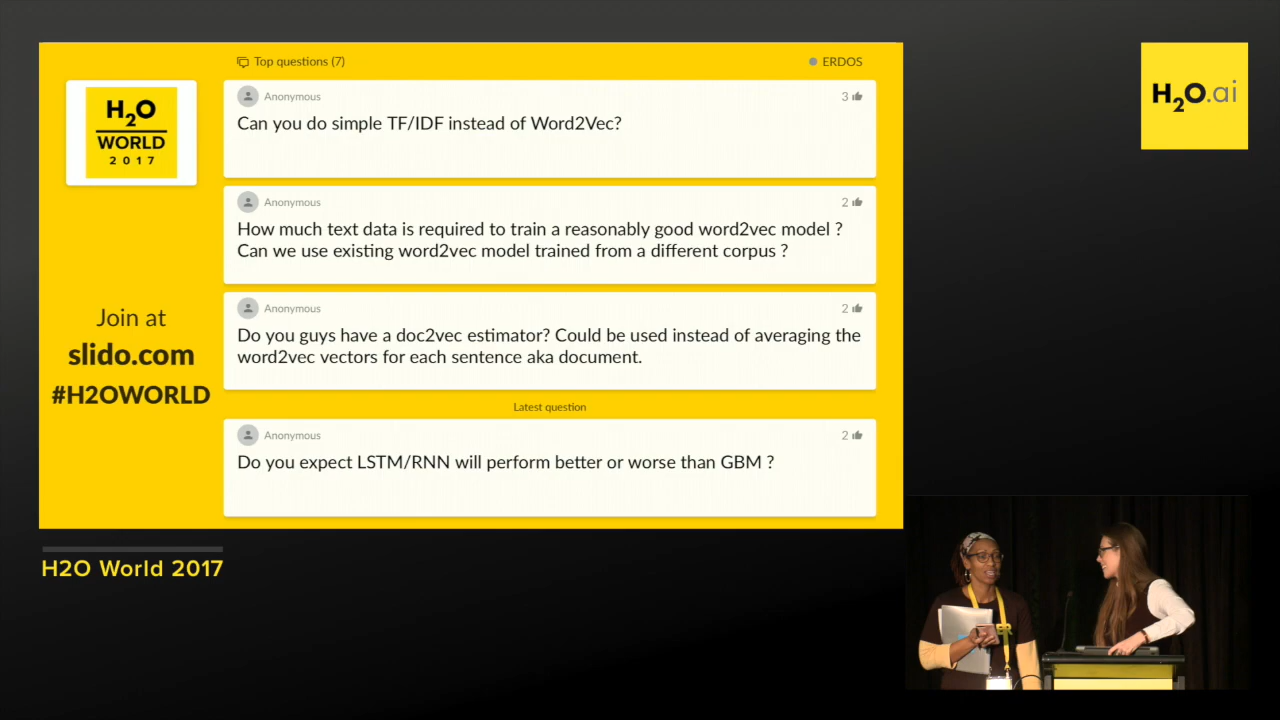 Top questions (7)
ERDOS
H2O
WORLD
2017
Anonymous
3
Can you do simple TF/IDF instead of Word2Vec?
Anonymous
2
How much text data is required to train a reasonably good word2vec model ?
Can we use existing word2vec model trained from a different corpus ?
Anonymous
2
Do you guys have a doc2vec estimator? Could be used instead of averaging the
word2vec vectors for each sentence aka document.
Latest question
Anonymous
2
Do you expect LSTM/RNN will perform better or worse than GBM ?
Join at
slido.com
#H2OWORLD
H2O.ai
H2O World 2017